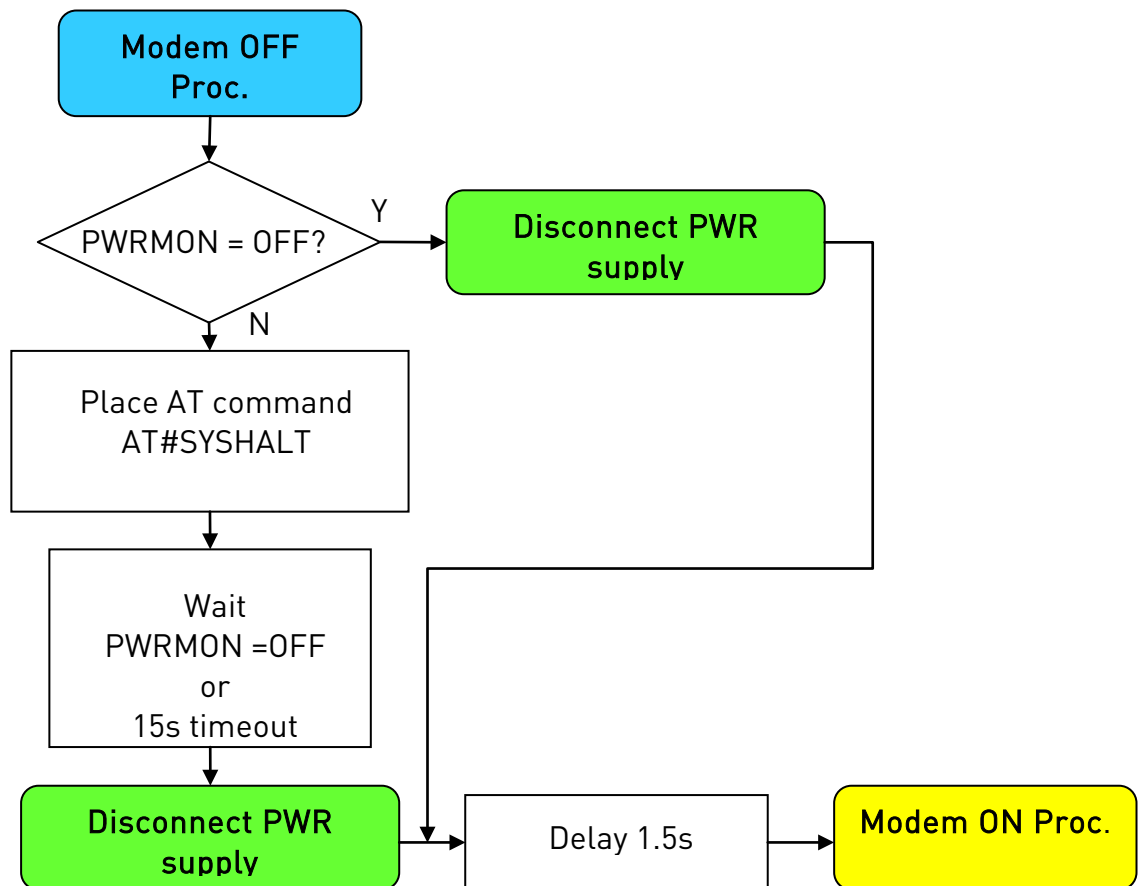 Modem OFF
Proc.
PWRMON = OFF?
Y
Disconnect PWR
supply
N
Place AT command
AT#SYSHALT
Wait
PWRMON =OFF
or
15s timeout
Disconnect PWR
supply
Delay 1.5s
Modem ON Proc.